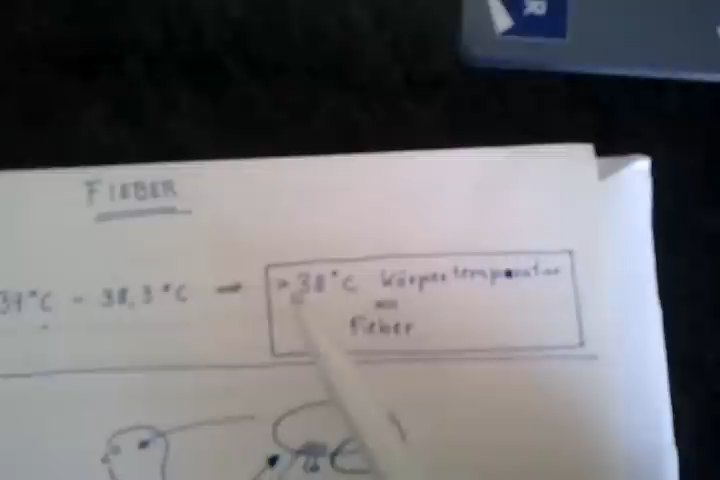 FIEBER
37°C - 38,3°C → >38°C Körpertemperatur
=
Fieber
R